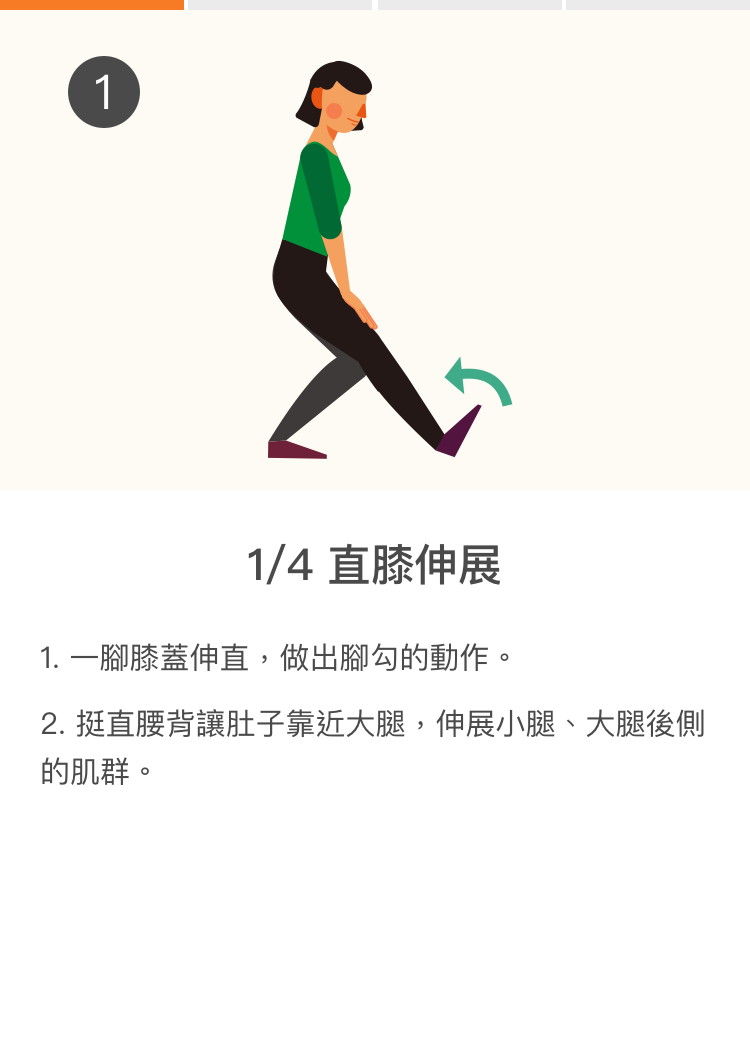 1
1/4 直膝伸展
1. 一腳膝蓋伸直，做出腳勾的動作。
2. 挺直腰背讓肚子靠近大腿，伸展小腿、大腿後側
的肌群。